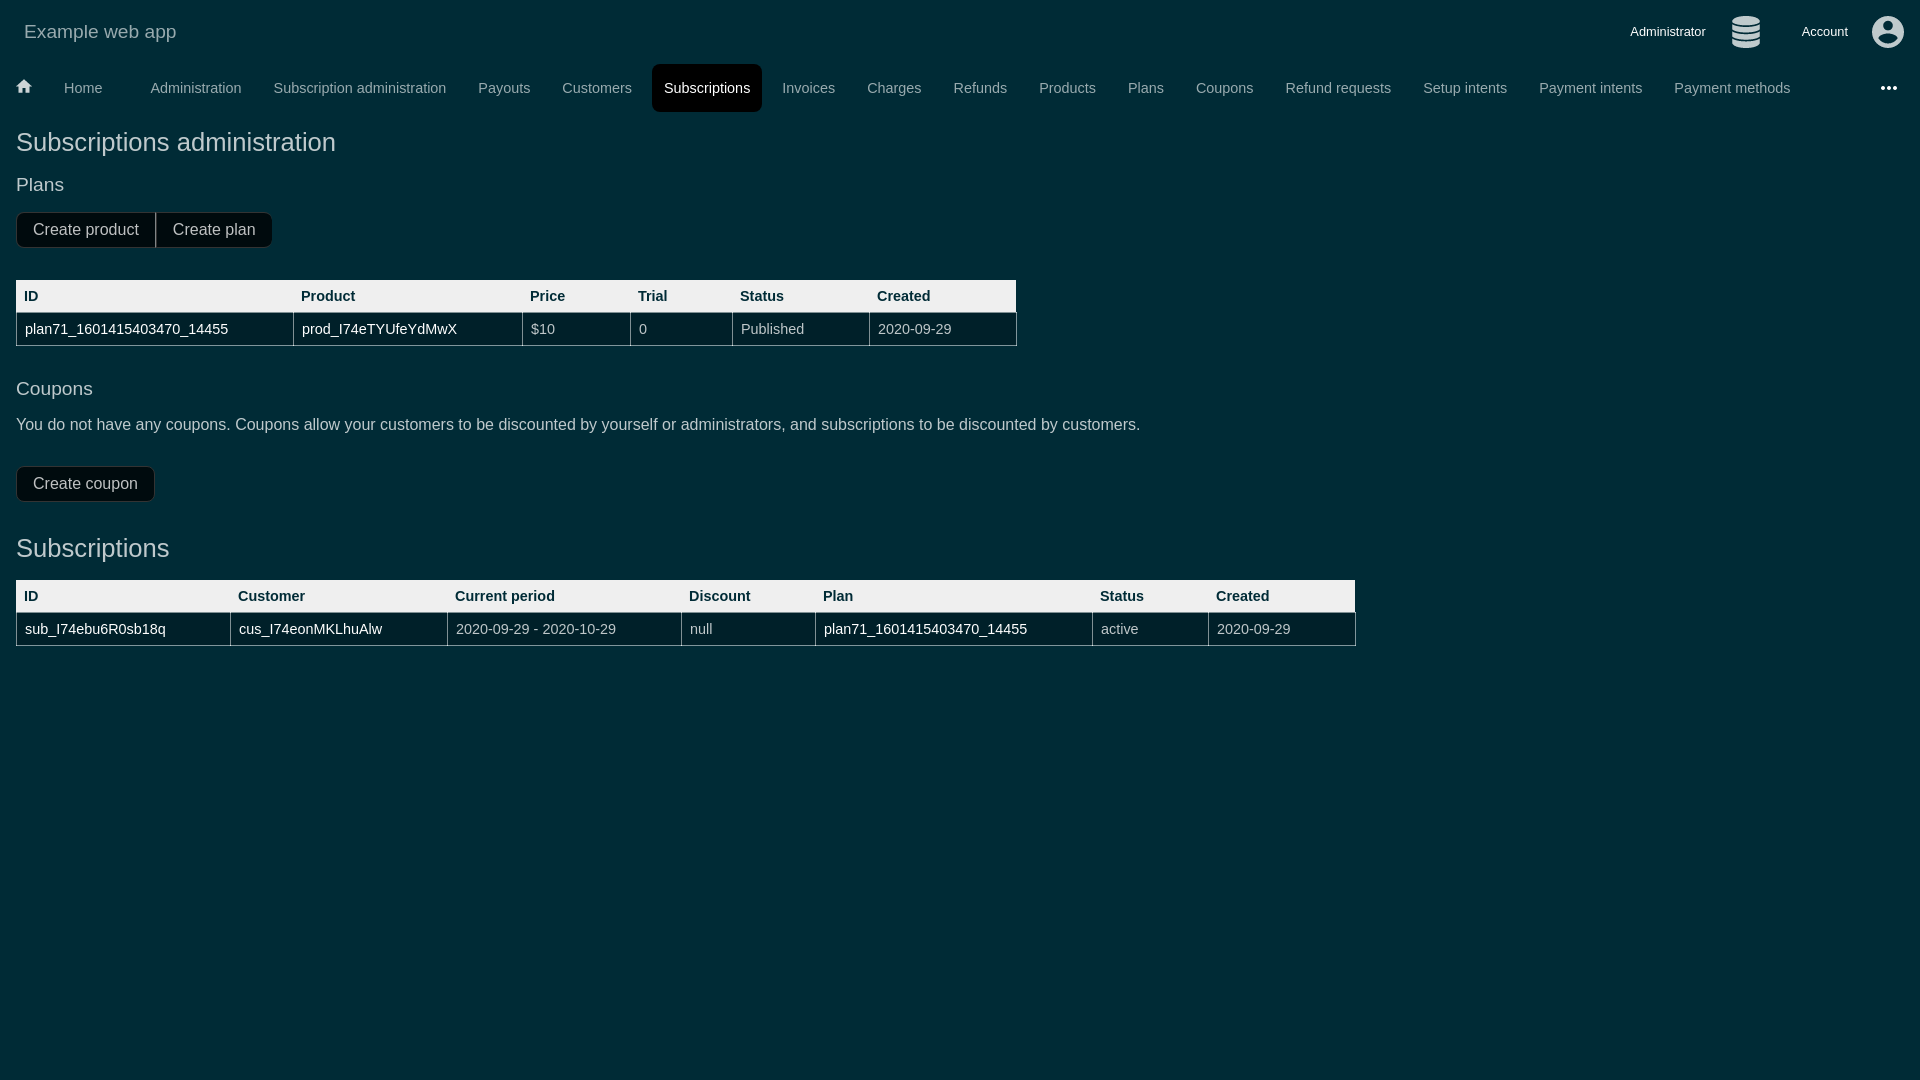 Example web app
Administrator
Account
Home Administration Subscription administration Payouts Customers Subscriptions Invoices Charges Refunds Products Plans Coupons Refund requests Setup intents Payment intents Payment methods
Subscriptions administration
Plans
Create product Create plan
ID Product Price Trial Status Created
plan71_1601415403470_14455 prod_I74eTYUfeYdMwX $10 0 Published 2020-09-29
Coupons
You do not have any coupons. Coupons allow your customers to be discounted by yourself or administrators, and subscriptions to be discounted by customers.
Create coupon
Subscriptions
ID Customer Current period Discount Plan Status Created
sub_I74ebu6R0sb18q cus_I74eonMKLhuAlw 2020-09-29 - 2020-10-29 null plan71_1601415403470_14455 active 2020-09-29